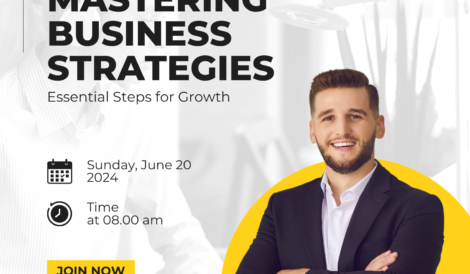 MASTERING
BUSINESS
STRATEGIES
Essential Steps for Growth
Sunday, June 20
2024
Time
at 08.00 am
JOIN NOW